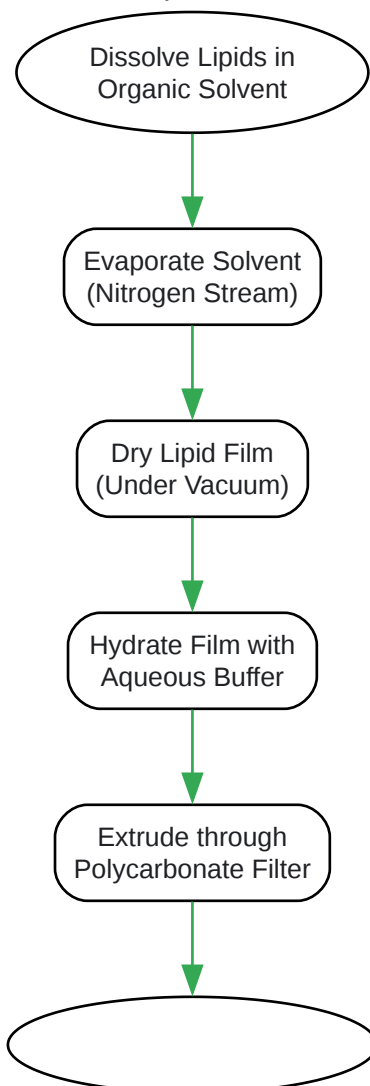 Dissolve Lipids in
Organic Solvent
Evaporate Solvent
(Nitrogen Stream)
Dry Lipid Film
(Under Vacuum)
Hydrate Film with
Aqueous Buffer
Extrude through
Polycarbonate Filter